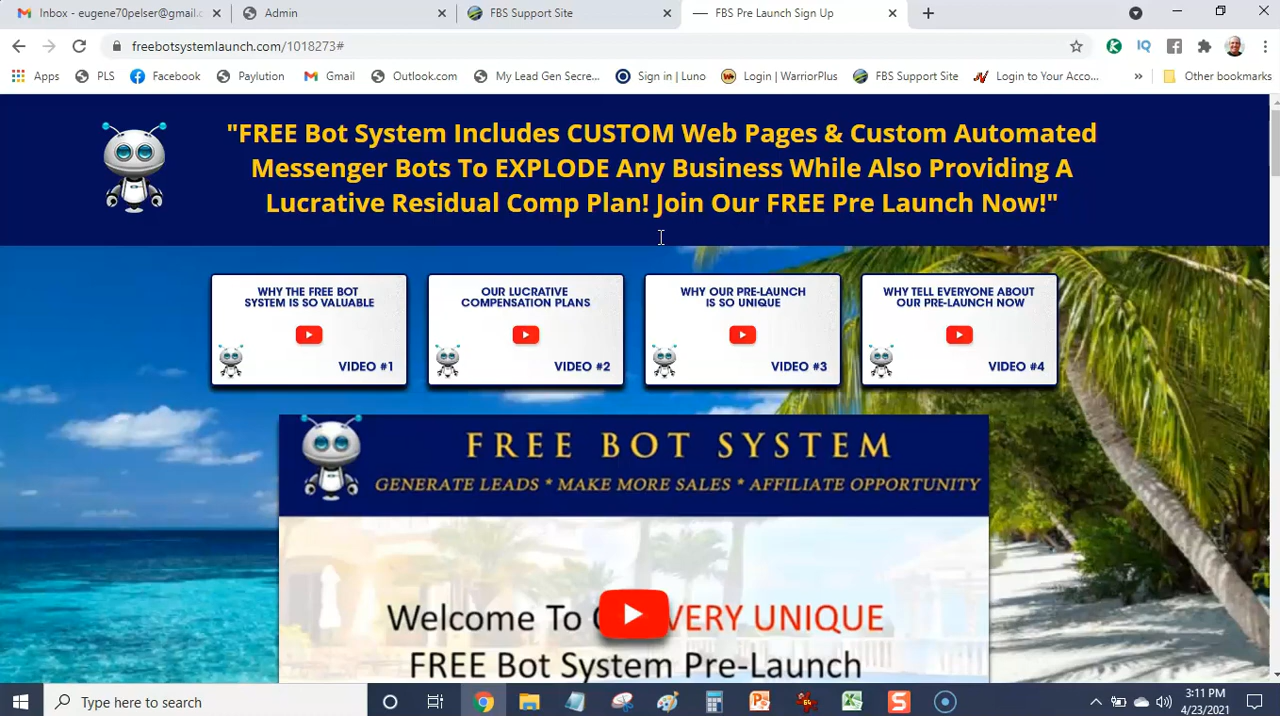 Inbox - eugene70pelser@gmail.c
Admin
FBS Support Site
FBS Pre Launch Sign Up
freebotsystemlaunch.com/1018273#
Apps
PLS
Facebook
Paylution
Gmail
Outlook.com
My Lead Gen Secre...
Sign in | Luno
Login | WarriorPlus
FBS Support Site
Login to Your Acco...
Other bookmarks
"FREE Bot System Includes CUSTOM Web Pages & Custom Automated
Messenger Bots To EXPLODE Any Business While Also Providing A
Lucrative Residual Comp Plan! Join Our FREE Pre Launch Now!"
WHY THE FREE BOT
SYSTEM IS SO VALUABLE
VIDEO #1
OUR LUCRATIVE
COMPENSATION PLANS
VIDEO #2
WHY OUR PRE-LAUNCH
IS SO UNIQUE
VIDEO #3
WHY TELL EVERYONE ABOUT
OUR PRE-LAUNCH NOW
VIDEO #4
FREE BOT SYSTEM
GENERATE LEADS * MAKE MORE SALES * AFFILIATE OPPORTUNITY
Welcome To VERY UNIQUE
FREE Bot System Pre-Launch
Type here to search
3:11 PM
4/23/2021